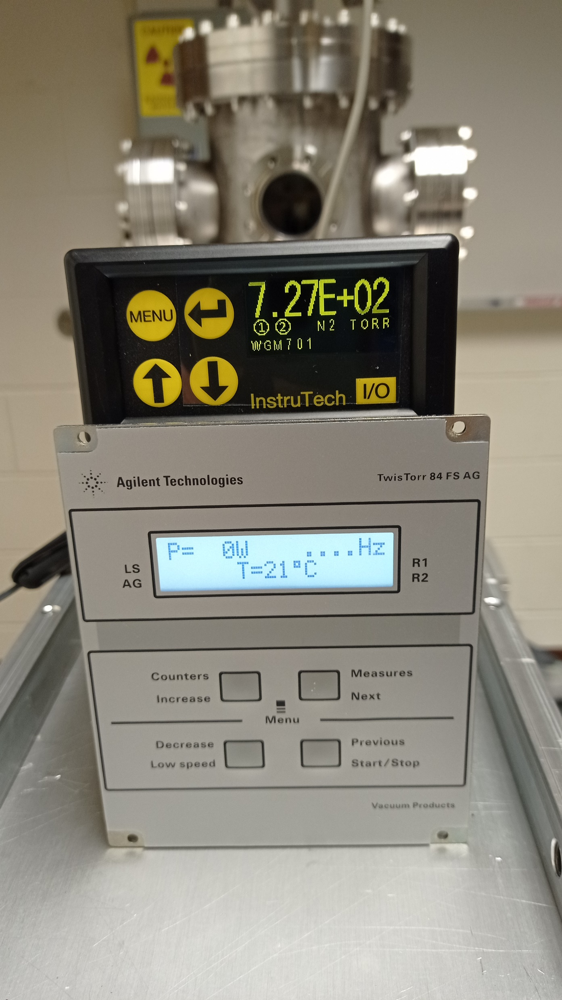 CAUTION
7.27E+02
MENU
① ② N2 TORR
WGM701
InstruTech I/O
Agilent Technologies TwisTorr 84 FS AG
P= 0W ....Hz
T=21°C
LS R1
AG R2
Counters Measures
Increase Next
Menu
Decrease Previous
Low speed Start/Stop
Vacuum Products